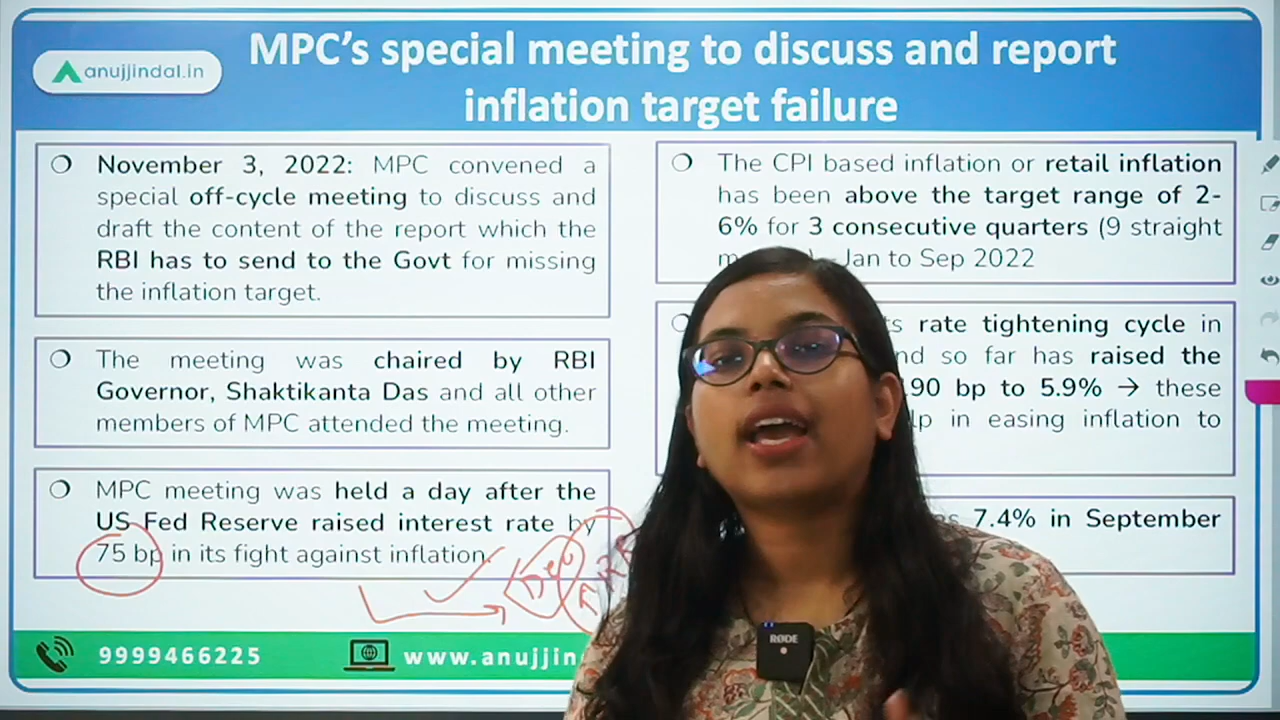 anujjindal.in
MPC’s special meeting to discuss and report
inflation target failure
❍ November 3, 2022: MPC convened a
special off-cycle meeting to discuss and
draft the content of the report which the
RBI has to send to the Govt for missing
the inflation target.
❍ The meeting was chaired by RBI
Governor, Shaktikanta Das and all other
members of MPC attended the meeting.
❍ MPC meeting was held a day after the
US Fed Reserve raised interest rate by
75 bp in its fight against inflation.
❍ The CPI based inflation or retail inflation
has been above the target range of 2-
6% for 3 consecutive quarters (9 straight
Jan to Sep 2022
rate tightening cycle in
so far has raised the
90 bp to 5.9% → these
in easing inflation to
7.4% in September
9999466225
www.anujjin
RØDE